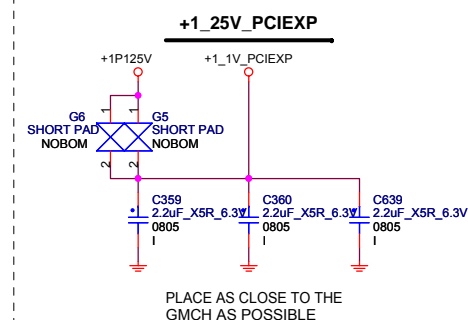 +1_25V_PCIEXP
+1P125V
+1_1V_PCIEXP
G6
G5
SHORT PAD
SHORT PAD
NOBOM
NOBOM
1
1
2
2
C359
C360
C639
2.2uF_X5R_6.3V
2.2uF_X5R_6.3V
2.2uF_X5R_6.3V
0805
0805
0805
I
I
I
PLACE AS CLOSE TO THE
GMCH AS POSSIBLE